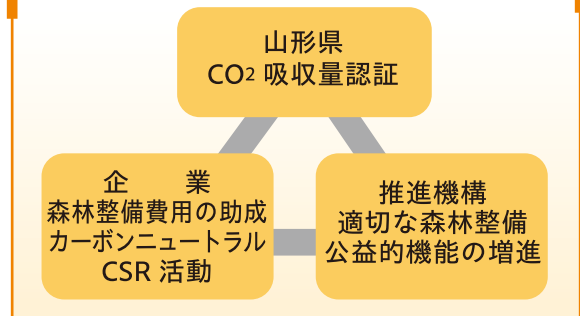 山形県
CO2 吸収量認証
企　業
森林整備費用の助成
カーボンニュートラル
CSR 活動
推進機構
適切な森林整備
公益的機能の増進